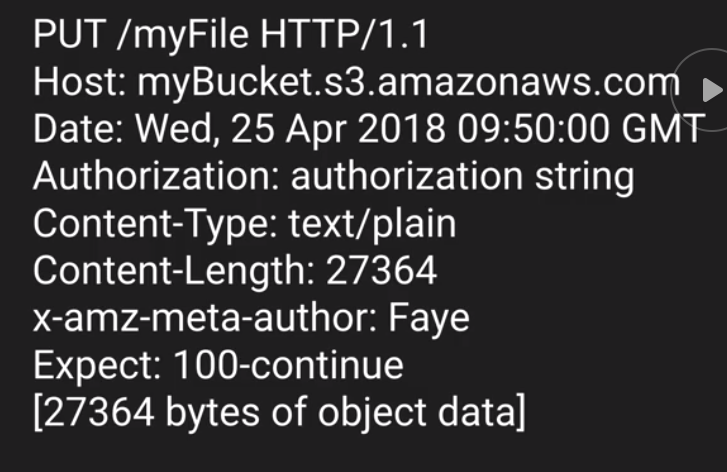 PUT /myFile HTTP/1.1
Host: myBucket.s3.amazonaws.com
Date: Wed, 25 Apr 2018 09:50:00 GMT
Authorization: authorization string
Content-Type: text/plain
Content-Length: 27364
x-amz-meta-author: Faye
Expect: 100-continue
[27364 bytes of object data]